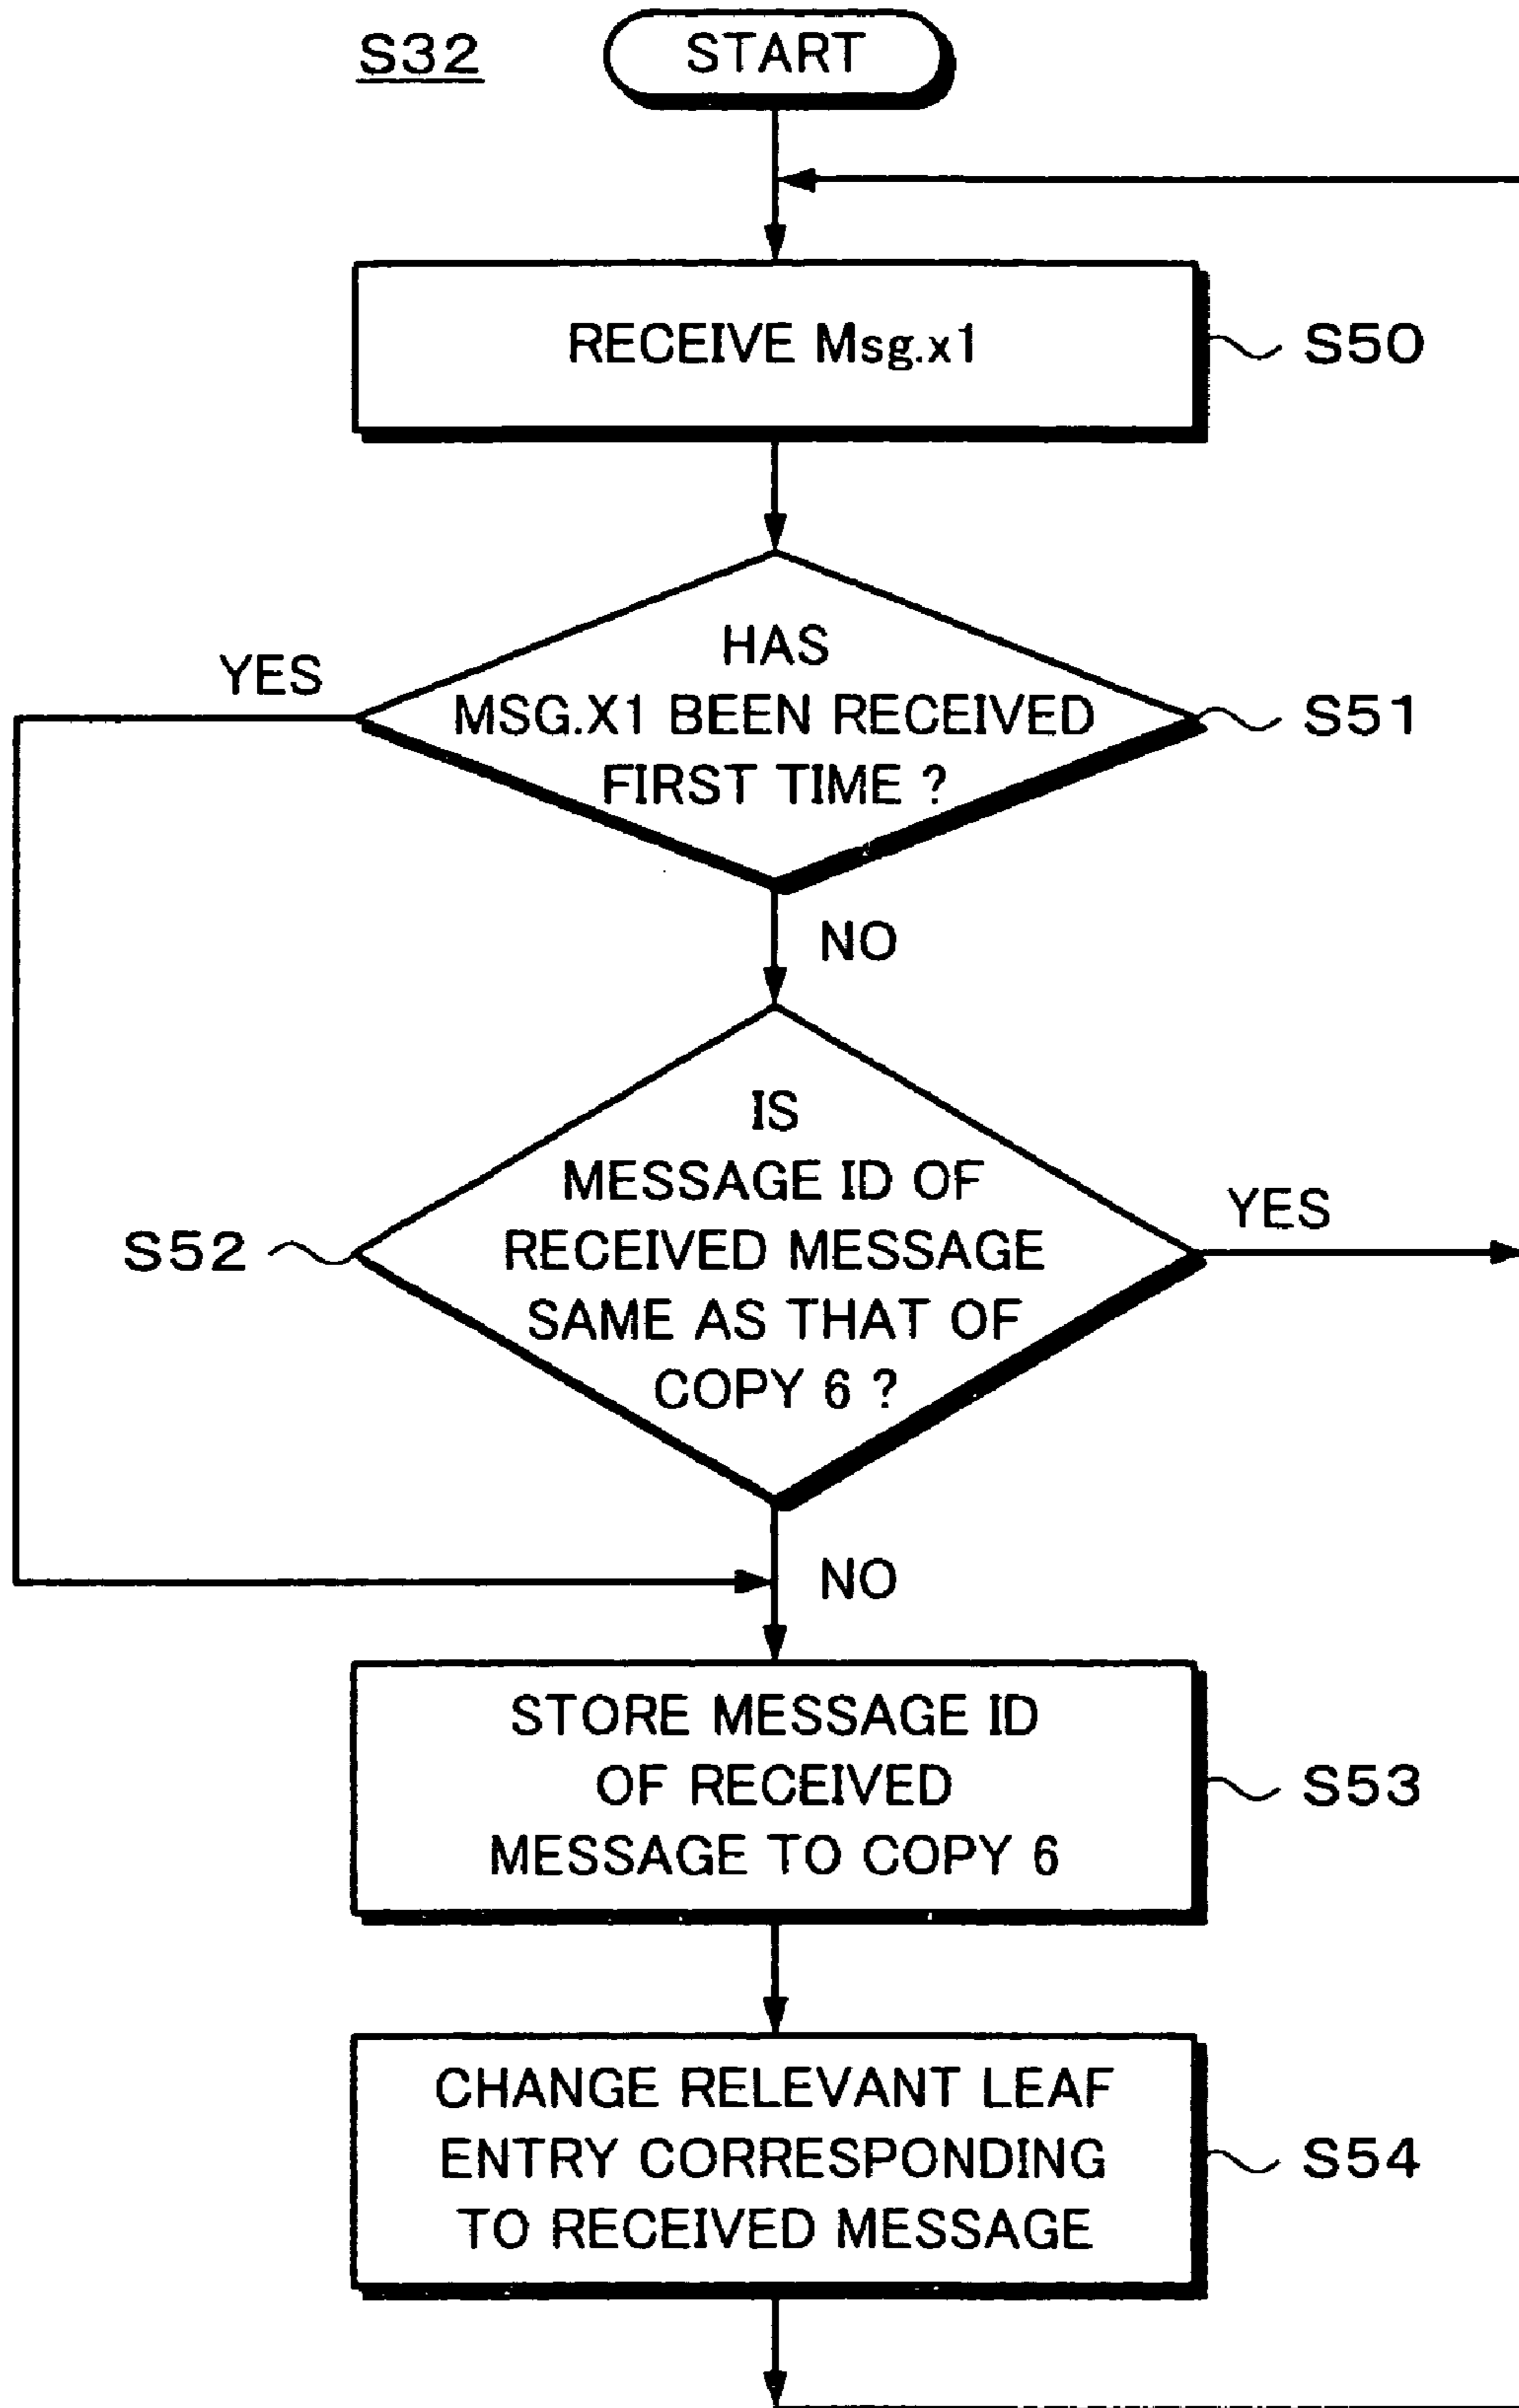 S32
START
RECEIVE Msg.x1
S50
HAS
MSG.X1 BEEN RECEIVED
FIRST TIME ?
YES
S51
NO
IS
MESSAGE ID OF
RECEIVED MESSAGE
SAME AS THAT OF
COPY 6 ?
S52
YES
NO
STORE MESSAGE ID
OF RECEIVED
MESSAGE TO COPY 6
S53
CHANGE RELEVANT LEAF
ENTRY CORRESPONDING
TO RECEIVED MESSAGE
S54